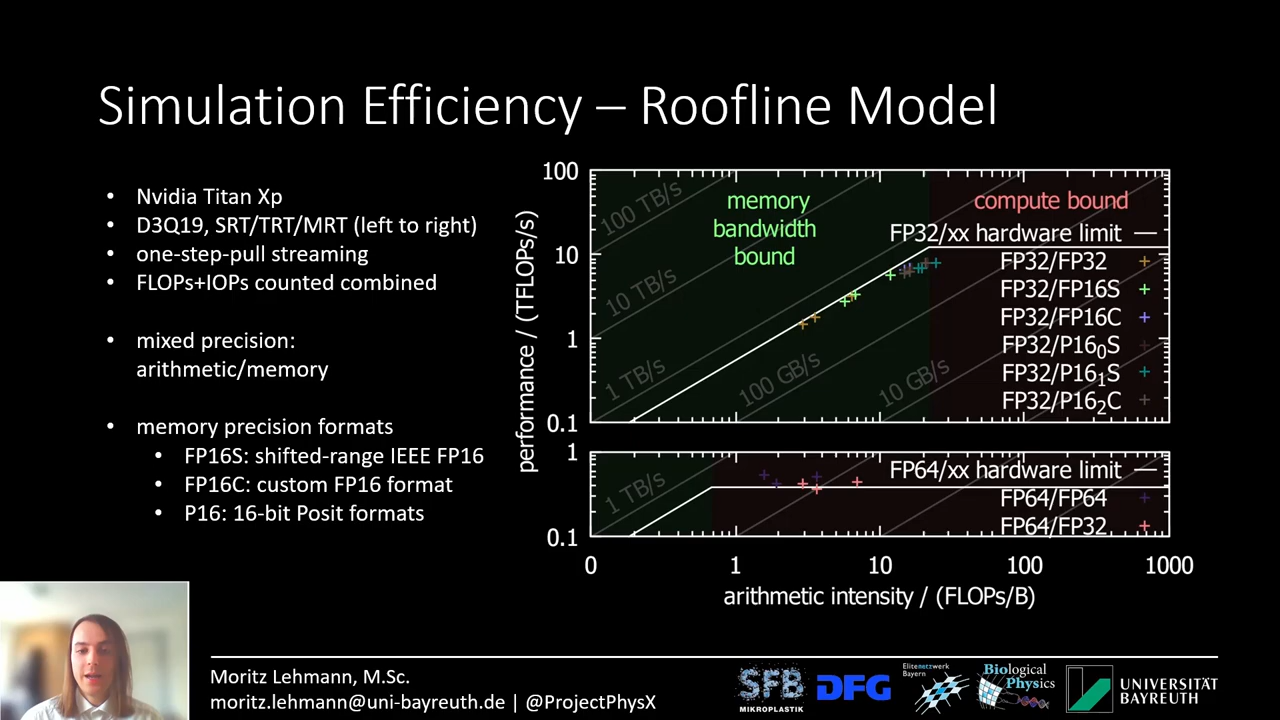 Simulation Efficiency – Roofline Model
• Nvidia Titan Xp
• D3Q19, SRT/TRT/MRT (left to right)
• one-step-pull streaming
• FLOPs+IOPs counted combined
• mixed precision:
arithmetic/memory
• memory precision formats
• FP16S: shifted-range IEEE FP16
• FP16C: custom FP16 format
• P16: 16-bit Posit formats
performance / (TFLOPs/s)
100
10
1
0.1
100 TB/s
10 TB/s
1 TB/s
100 GB/s
10 GB/s
memory
bandwidth
bound
compute bound
FP32/xx hardware limit
FP32/FP32
FP32/FP16S
FP32/FP16C
FP32/P16₀S
FP32/P16₁S
FP32/P16₂C
1
0.1
1 TB/s
FP64/xx hardware limit
FP64/FP64
FP64/FP32
0 1 10 100 1000
arithmetic intensity / (FLOPs/B)
Moritz Lehmann, M.Sc.
moritz.lehmann@uni-bayreuth.de | @ProjectPhysX
SFB
MIKROPLASTIK
DFG
Elitenetzwerk
Bayern
Biological
Physics
UNIVERSITÄT
BAYREUTH